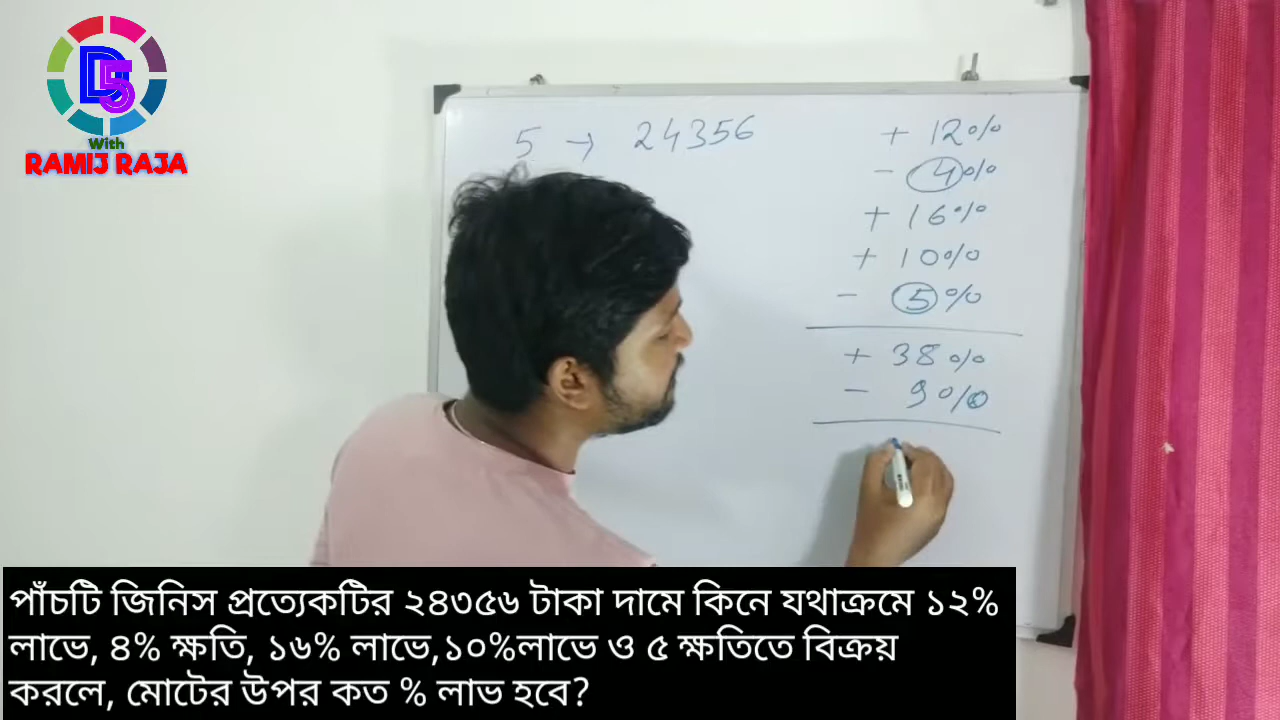 D5
With
RAMIJ RAJA
5 → 24356
+ 12%
- 4%
+ 16%
+ 10%
- 5%
+ 38%
- 9%
পাঁচটি জিনিস প্রত্যেকটির ২৪৩৫৬ টাকা দামে কিনে যথাক্রমে ১২%
লাভে, ৪% ক্ষতি, ১৬% লাভে,১০%লাভে ও ৫ ক্ষতিতে বিক্রয়
করলে, মোটের উপর কত % লাভ হবে?